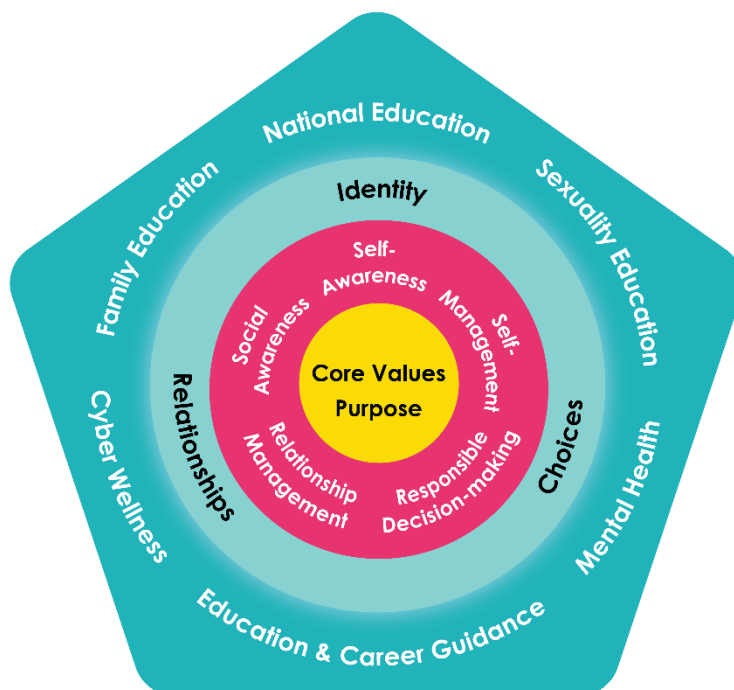 National Education
Sexuality Education
Mental Health
Education & Career Guidance
Cyber Wellness
Family Education
Identity
Choices
Relationships
Self-
Awareness
Self-
Management
Responsible
Decision-making
Relationship
Management
Social
Awareness
Core Values
Purpose